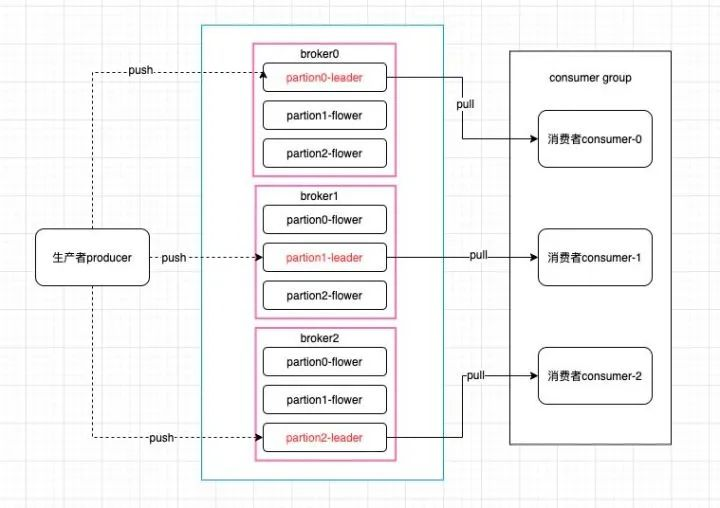 broker0
push
partion0-leader
consumer group
pull
partion1-flower
消费者consumer-0
partion2-flower
broker1
partion0-flower
生产者producer
push
partion1-leader
pull
消费者consumer-1
partion2-flower
broker2
partion0-flower
pull
消费者consumer-2
partion1-flower
push
partion2-leader